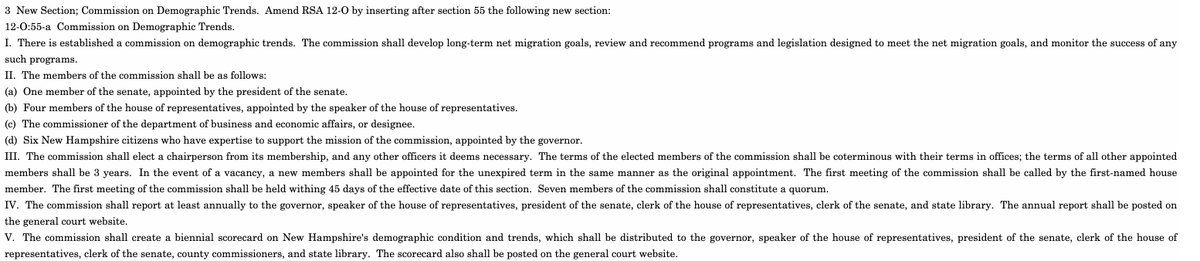 3  New Section; Commission on Demographic Trends.  Amend RSA 12-O by inserting after section 55 the following new section:
12-O:55-a  Commission on Demographic Trends.
I.  There is established a commission on demographic trends.  The commission shall develop long-term net migration goals, review and recommend programs and legislation designed to meet the net migration goals, and monitor the success of any
such programs.
II.  The members of the commission shall be as follows:
(a)  One member of the senate, appointed by the president of the senate.
(b)  Four members of the house of representatives, appointed by the speaker of the house of representatives.
(c)  The commissioner of the department of business and economic affairs, or designee.
(d)  Six New Hampshire citizens who have expertise to support the mission of the commission, appointed by the governor.
III.  The commission shall elect a chairperson from its membership, and any other officers it deems necessary.  The terms of the elected members of the commission shall be coterminous with their terms in offices; the terms of all other appointed
members shall be 3 years.  In the event of a vacancy, a new members shall be appointed for the unexpired term in the same manner as the original appointment.  The first meeting of the commission shall be called by the first-named house
member.  The first meeting of the commission shall be held withing 45 days of the effective date of this section.  Seven members of the commission shall constitute a quorum.
IV.  The commission shall report at least annually to the governor, speaker of the house of representatives, president of the senate, clerk of the house of representatives, clerk of the senate, and state library.  The annual report shall be posted on
the general court website.
V.  The commission shall create a biennial scorecard on New Hampshire's demographic condition and trends, which shall be distributed to the governor, speaker of the house of representatives, president of the senate, clerk of the house of
representatives, clerk of the senate, county commissioners, and state library.  The scorecard also shall be posted on the general court website.